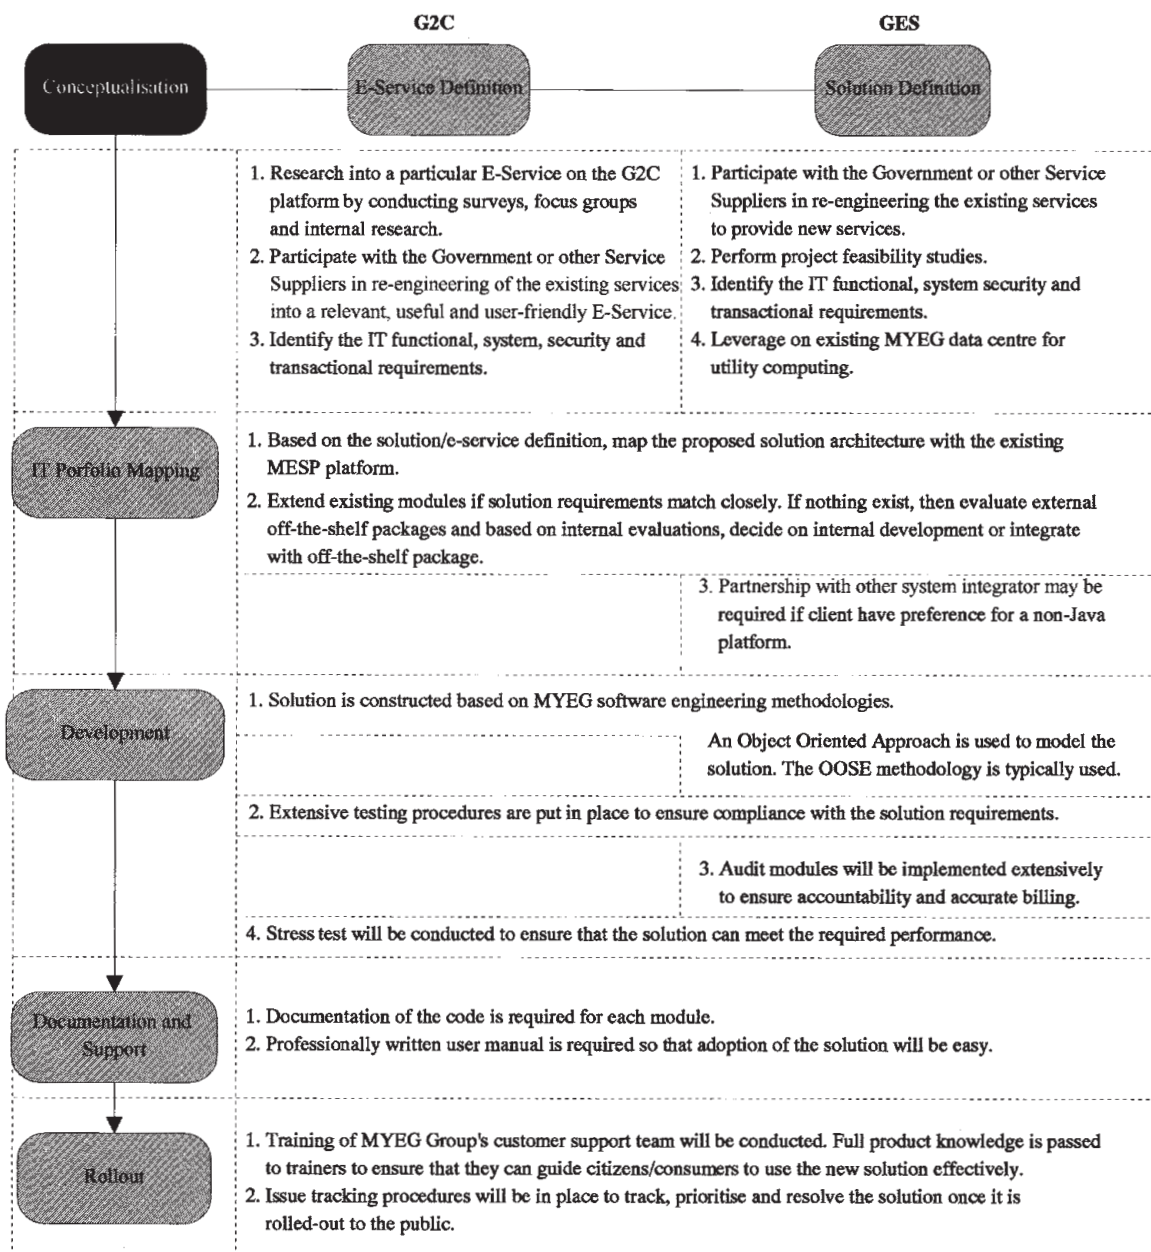 G2C
GES
Conceptualisation
E-Service Definition
Solution Definition
1. Research into a particular E-Service on the G2C
platform by conducting surveys, focus groups
and internal research.
2. Participate with the Government or other Service
Suppliers in re-engineering of the existing services
into a relevant, useful and user-friendly E-Service.
3. Identify the IT functional, system, security and
transactional requirements.
1. Participate with the Government or other Service
Suppliers in re-engineering the existing services
to provide new services.
2. Perform project feasibility studies.
3. Identify the IT functional, system security and
transactional requirements.
4. Leverage on existing MYEG data centre for
utility computing.
IT Porfolio Mapping
1. Based on the solution/e-service definition, map the proposed solution architecture with the existing
MESP platform.
2. Extend existing modules if solution requirements match closely. If nothing exist, then evaluate external
off-the-shelf packages and based on internal evaluations, decide on internal development or integrate
with off-the-shelf package.
3. Partnership with other system integrator may be
required if client have preference for a non-Java
platform.
Development
1. Solution is constructed based on MYEG software engineering methodologies.
An Object Oriented Approach is used to model the
solution. The OOSE methodology is typically used.
2. Extensive testing procedures are put in place to ensure compliance with the solution requirements.
3. Audit modules will be implemented extensively
to ensure accountability and accurate billing.
4. Stress test will be conducted to ensure that the solution can meet the required performance.
Documentation and
Support
1. Documentation of the code is required for each module.
2. Professionally written user manual is required so that adoption of the solution will be easy.
Rollout
1. Training of MYEG Group's customer support team will be conducted. Full product knowledge is passed
to trainers to ensure that they can guide citizens/consumers to use the new solution effectively.
2. Issue tracking procedures will be in place to track, prioritise and resolve the solution once it is
rolled-out to the public.